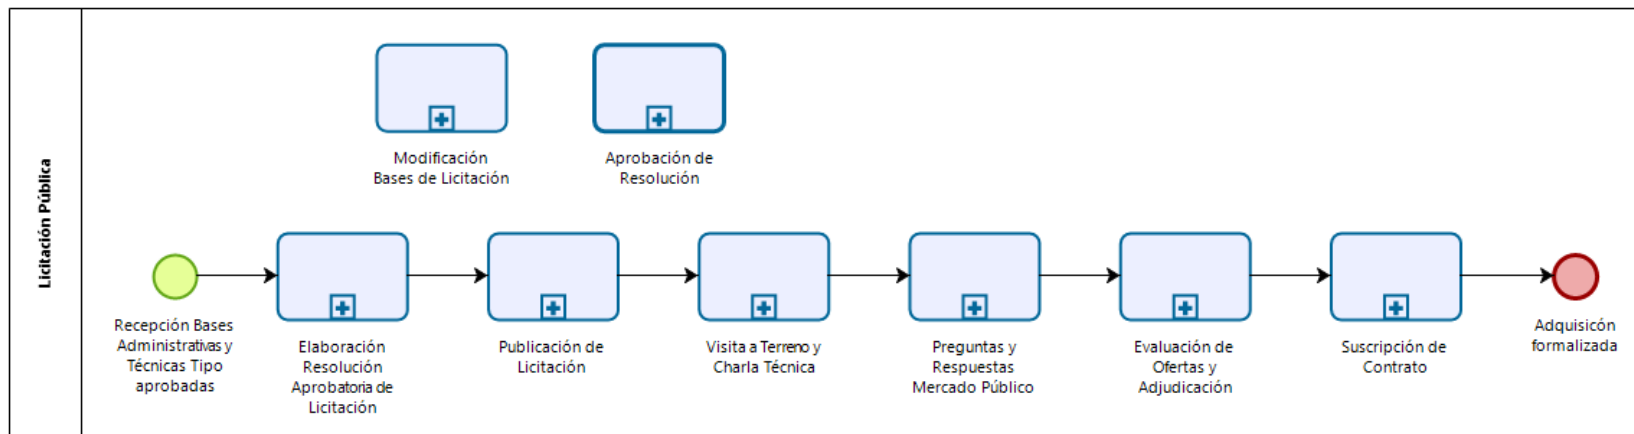 Licitación Pública
Modificación
Bases de Licitación
Aprobación de
Resolución
Recepción Bases
Administrativas y
Técnicas Tipo
aprobadas
Elaboración
Resolución
Aprobatoria de
Licitación
Publicación de
Licitación
Visita a Terreno y
Charla Técnica
Preguntas y
Respuestas
Mercado Público
Evaluación de
Ofertas y
Adjudicación
Suscripción de
Contrato
Adquisicón
formalizada